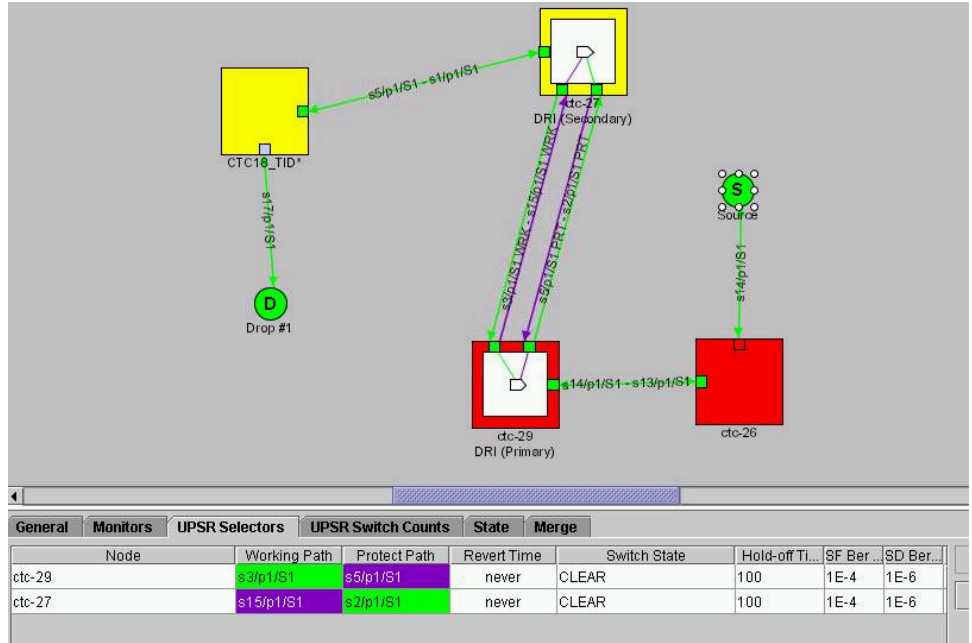 s5/p1/S1 - s1/p1/S1
ctc-27
DRI (Secondary)
CTC18_TID*
s17/p1/S1
D
Drop #1
s3/p1/S1 WRK - s15/p1/S1 WRK
s5/p1/S1 PRT - s2/p1/S1 PRT
S
Source
s14/p1/S1
s14/p1/S1 - s13/p1/S1
ctc-29
DRI (Primary)
ctc-26
General Monitors UPSR Selectors UPSR Switch Counts State Merge
Node Working Path Protect Path Revert Time Switch State Hold-off Ti... SF Ber ... SD Ber...
ctc-29 s3/p1/S1 s5/p1/S1 never CLEAR 100 1E-4 1E-6
ctc-27 s15/p1/S1 s2/p1/S1 never CLEAR 100 1E-4 1E-6